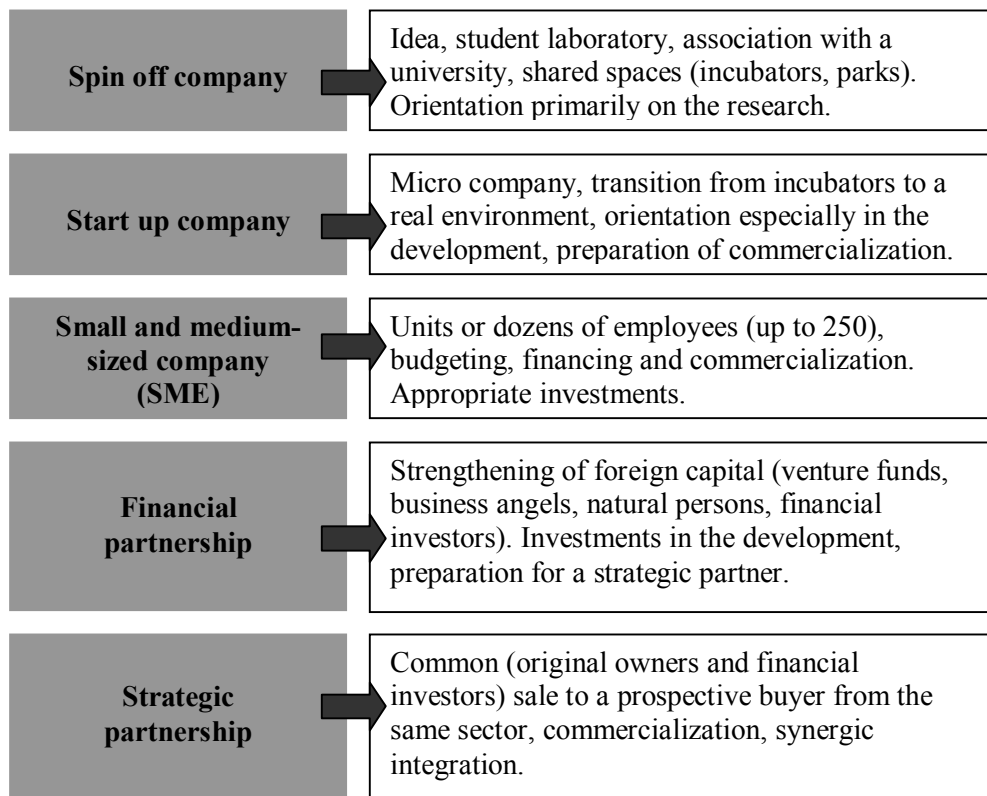 Spin off company
Idea, student laboratory, association with a
university, shared spaces (incubators, parks).
Orientation primarily on the research.
Start up company
Micro company, transition from incubators to a
real environment, orientation especially in the
development, preparation of commercialization.
Small and medium-
sized company
(SME)
Units or dozens of employees (up to 250),
budgeting, financing and commercialization.
Appropriate investments.
Financial
partnership
Strengthening of foreign capital (venture funds,
business angels, natural persons, financial
investors). Investments in the development,
preparation for a strategic partner.
Strategic
partnership
Common (original owners and financial
investors) sale to a prospective buyer from the
same sector, commercialization, synergic
integration.